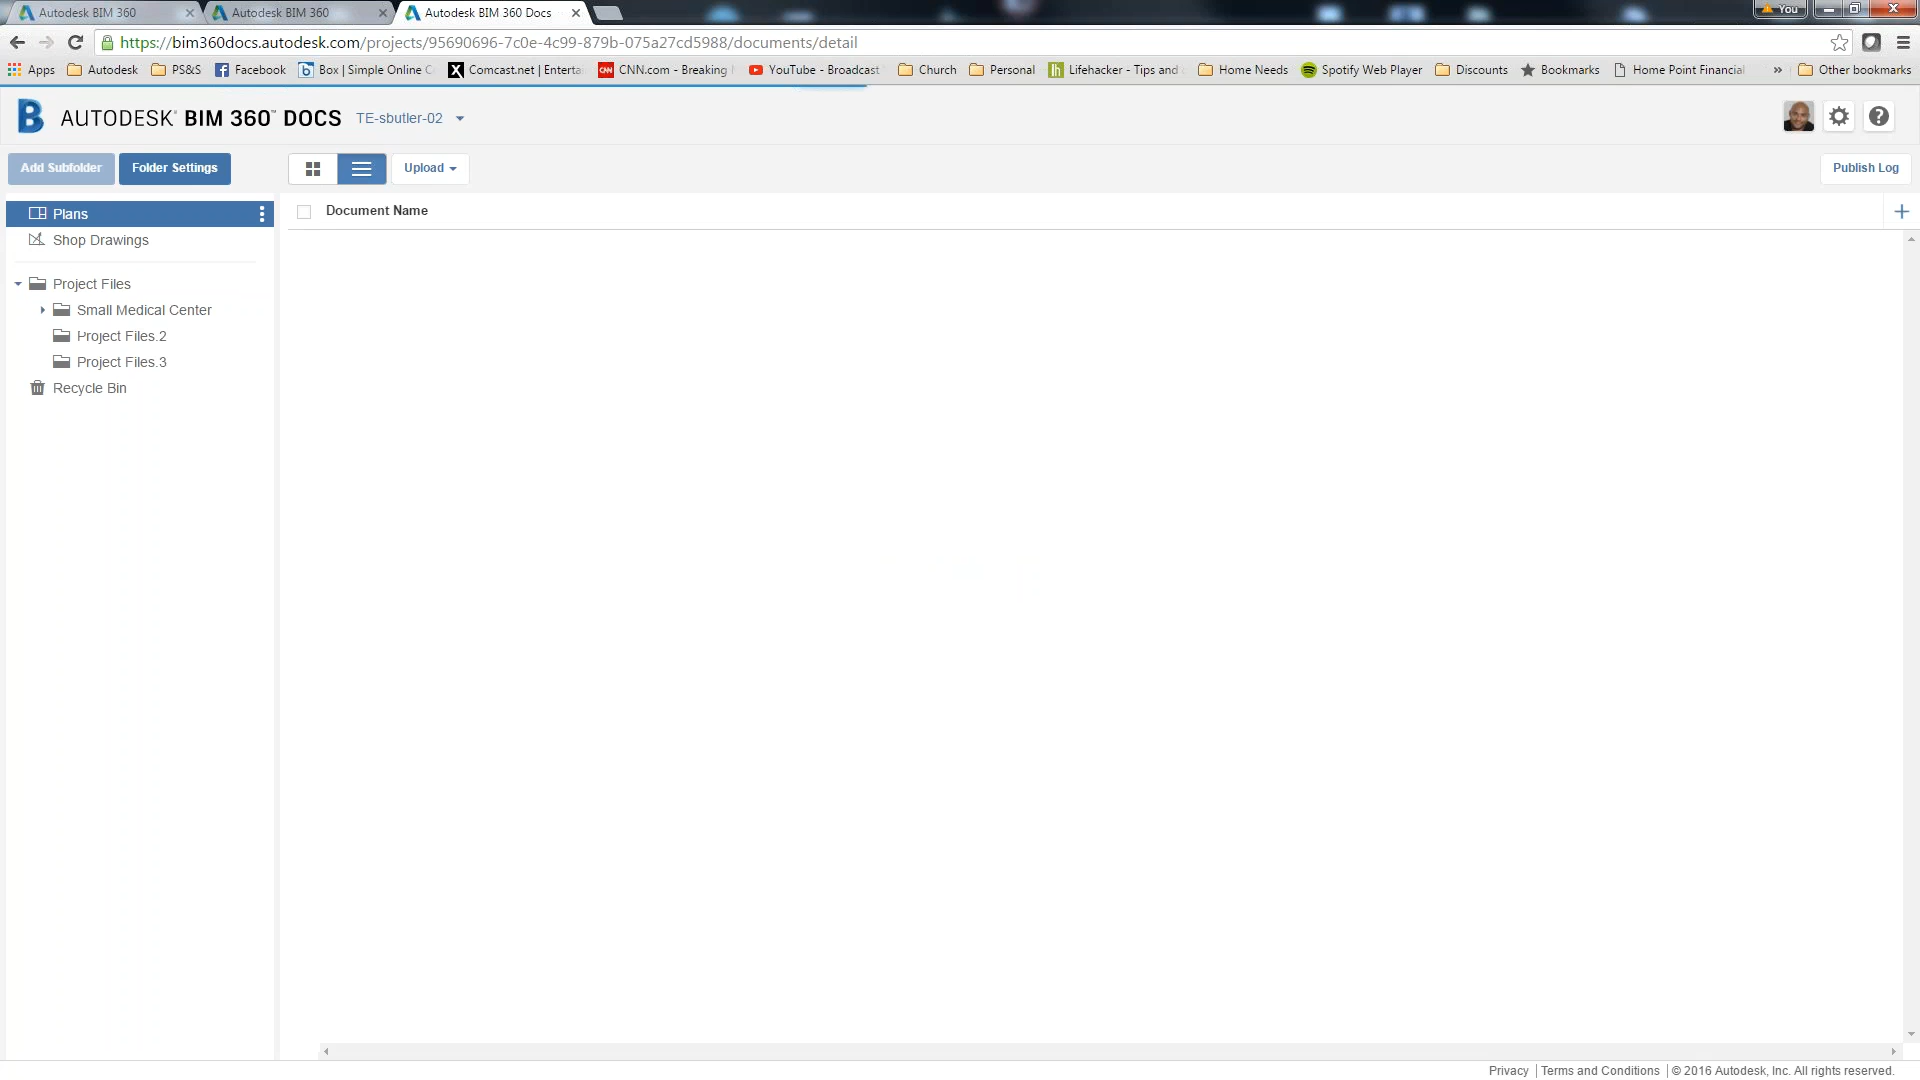 Autodesk BIM 360
Autodesk BIM 360
Autodesk BIM 360 Docs
You
https://bim360docs.autodesk.com/projects/95690696-7c0e-4c99-879b-075a27cd5988/documents/detail
Apps Autodesk PS&S Facebook Box | Simple Online C Comcast.net | Enterta CNN.com - Breaking YouTube - Broadcast Church Personal Lifehacker - Tips and Home Needs Spotify Web Player Discounts Bookmarks Home Point Financial » Other bookmarks
AUTODESK® BIM 360™ DOCS TE-sbutler-02
Add Subfolder Folder Settings Upload Publish Log
Plans
Document Name
Shop Drawings
Project Files
Small Medical Center
Project Files.2
Project Files.3
Recycle Bin
Privacy | Terms and Conditions | © 2016 Autodesk, Inc. All rights reserved.